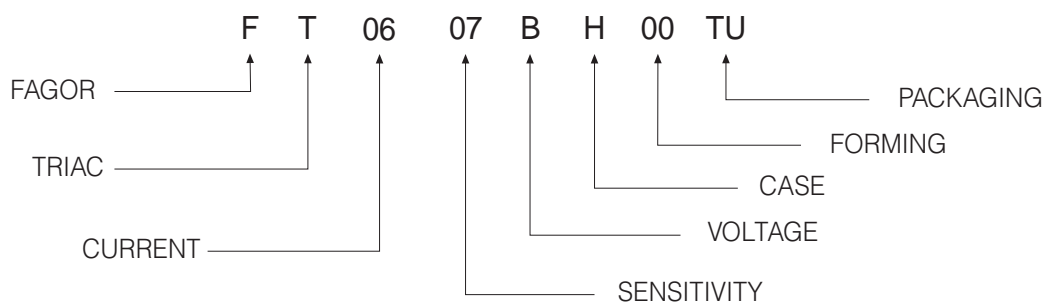 F T 06 07 B H 00 TU
FAGOR
PACKAGING
FORMING
TRIAC
CASE
VOLTAGE
CURRENT
SENSITIVITY